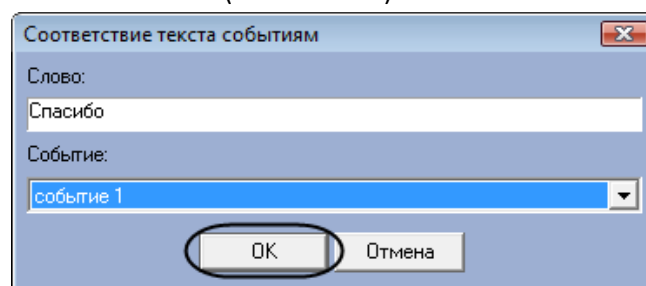 Соответствие текста событиям
Слово:
Спасибо
Событие:
событие 1
OK
Отмена